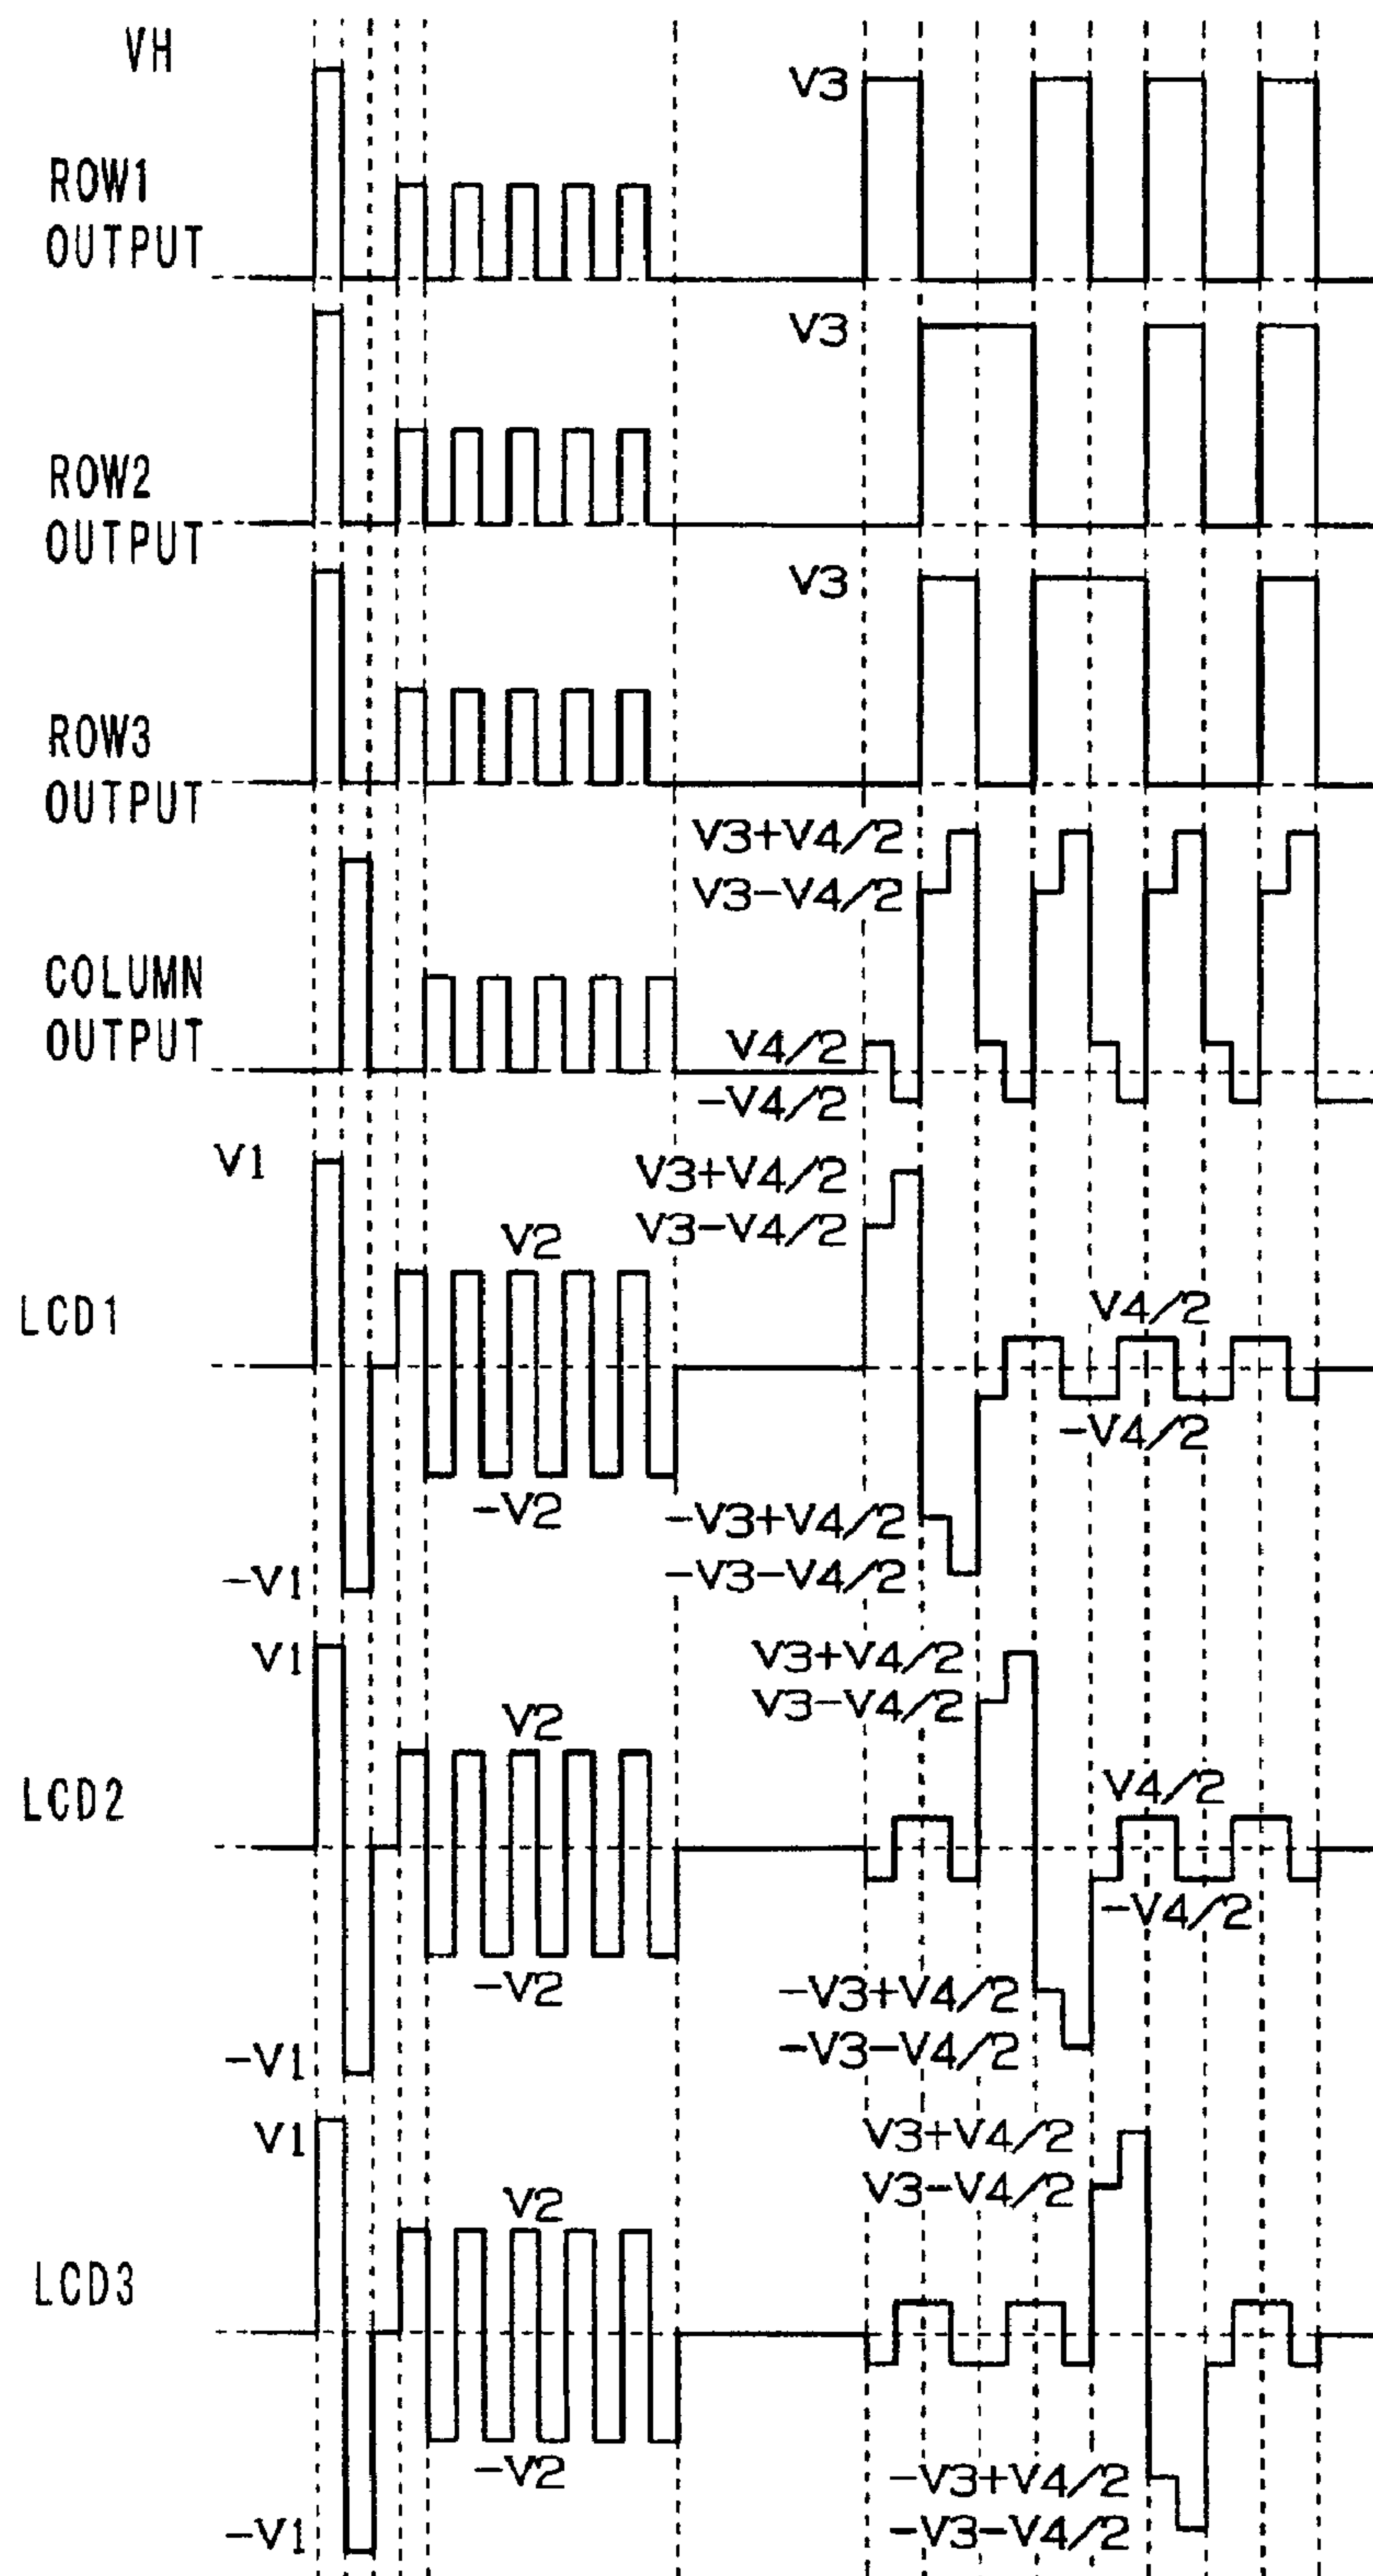 VH
V3
ROW1
OUTPUT
V3
ROW2
OUTPUT
V3
ROW3
OUTPUT
V3+V4/2
V3-V4/2
COLUMN
OUTPUT
V4/2
-V4/2
V1
V3+V4/2
V3-V4/2
V2
LCD1
V4/2
-V4/2
-V2
-V3+V4/2
-V3-V4/2
-V1
V1
V3+V4/2
V3-V4/2
V2
LCD2
V4/2
-V4/2
-V2
-V3+V4/2
-V3-V4/2
-V1
V1
V3+V4/2
V3-V4/2
V2
LCD3
-V2
-V3+V4/2
-V3-V4/2
-V1